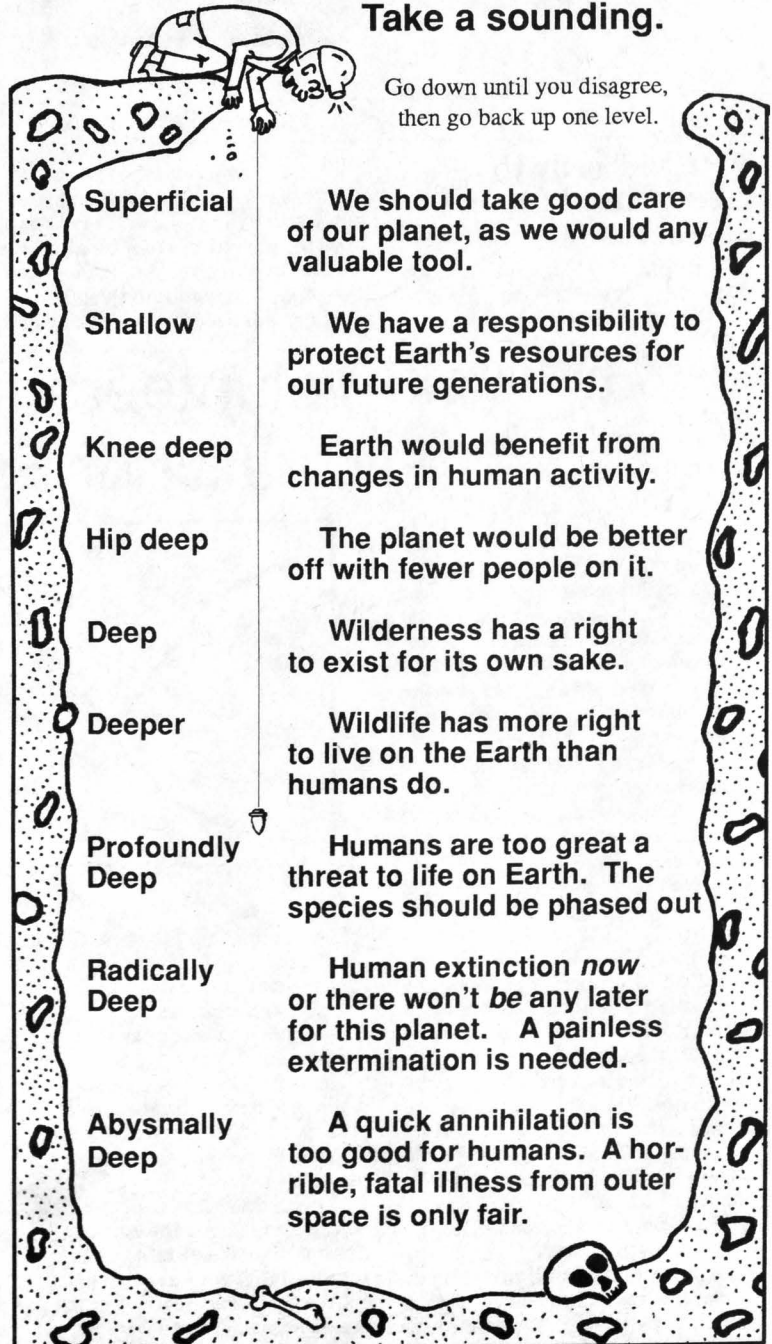 Take a sounding.
Go down until you disagree,
then go back up one level.
Superficial
We should take good care
of our planet, as we would any
valuable tool.
Shallow
We have a responsibility to
protect Earth's resources for
our future generations.
Knee deep
Earth would benefit from
changes in human activity.
Hip deep
The planet would be better
off with fewer people on it.
Deep
Wilderness has a right
to exist for its own sake.
Deeper
Wildlife has more right
to live on the Earth than
humans do.
Profoundly
Deep
Humans are too great a
threat to life on Earth. The
species should be phased out
Radically
Deep
Human extinction now
or there won't be any later
for this planet. A painless
extermination is needed.
Abysmally
Deep
A quick annihilation is
too good for humans. A hor-
rible, fatal illness from outer
space is only fair.